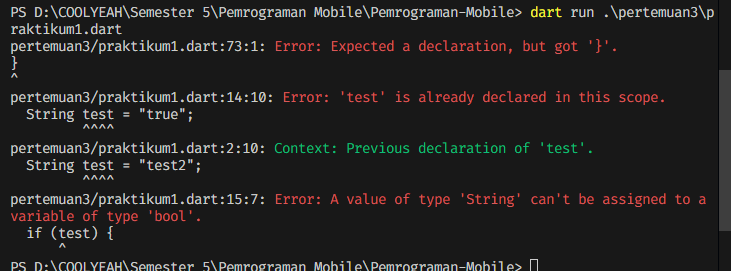 PS D:\COOLYEAH\Semester 5\Pemrograman Mobile\Pemrograman-Mobile> dart run .\pertemuan3\p
raktikum1.dart
pertemuan3/praktikum1.dart:73:1: Error: Expected a declaration, but got '}'.
}
^
pertemuan3/praktikum1.dart:14:10: Error: 'test' is already declared in this scope.
  String test = "true";
         ^^^^
pertemuan3/praktikum1.dart:2:10: Context: Previous declaration of 'test'.
  String test = "test2";
         ^^^^
pertemuan3/praktikum1.dart:15:7: Error: A value of type 'String' can't be assigned to a
variable of type 'bool'.
  if (test) {
      ^
PS D:\COOLYEAH\Semester 5\Pemrograman Mobile\Pemrograman-Mobile>